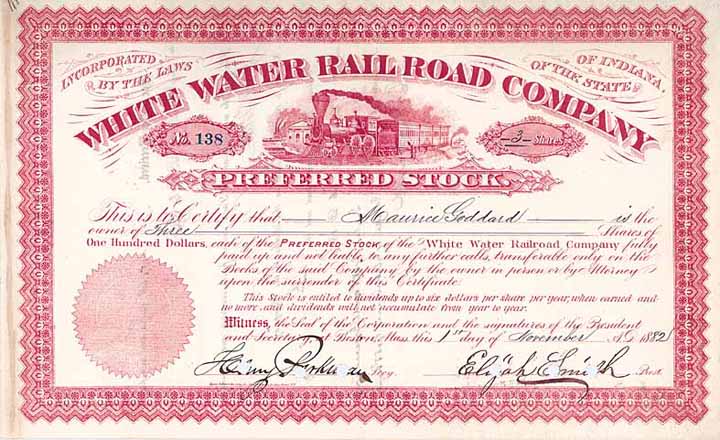 INCORPORATED BY THE LAWS OF THE STATE OF INDIANA.
WHITE WATER RAILROAD COMPANY
No. 138
-3- Shares
PREFERRED STOCK.
This is to Certify that Maurice Goddard is the
owner of Three Shares of
One Hundred Dollars, each of the PREFERRED STOCK of the White Water Railroad Company fully
paid up and not liable to any further calls, transferable only on the
Books of the said Company by the owner in person or by Attorney
upon the surrender of this Certificate.
This Stock is entitled to dividends up to six dollars per share per year, when earned and
no more, and dividends will not accumulate from year to year.
Witness, the Seal of the Corporation and the signatures of the President
and Secretary at Boston, Mass. this 1st day of November A.D. 1882
Secy. Elijah Smith Prest.